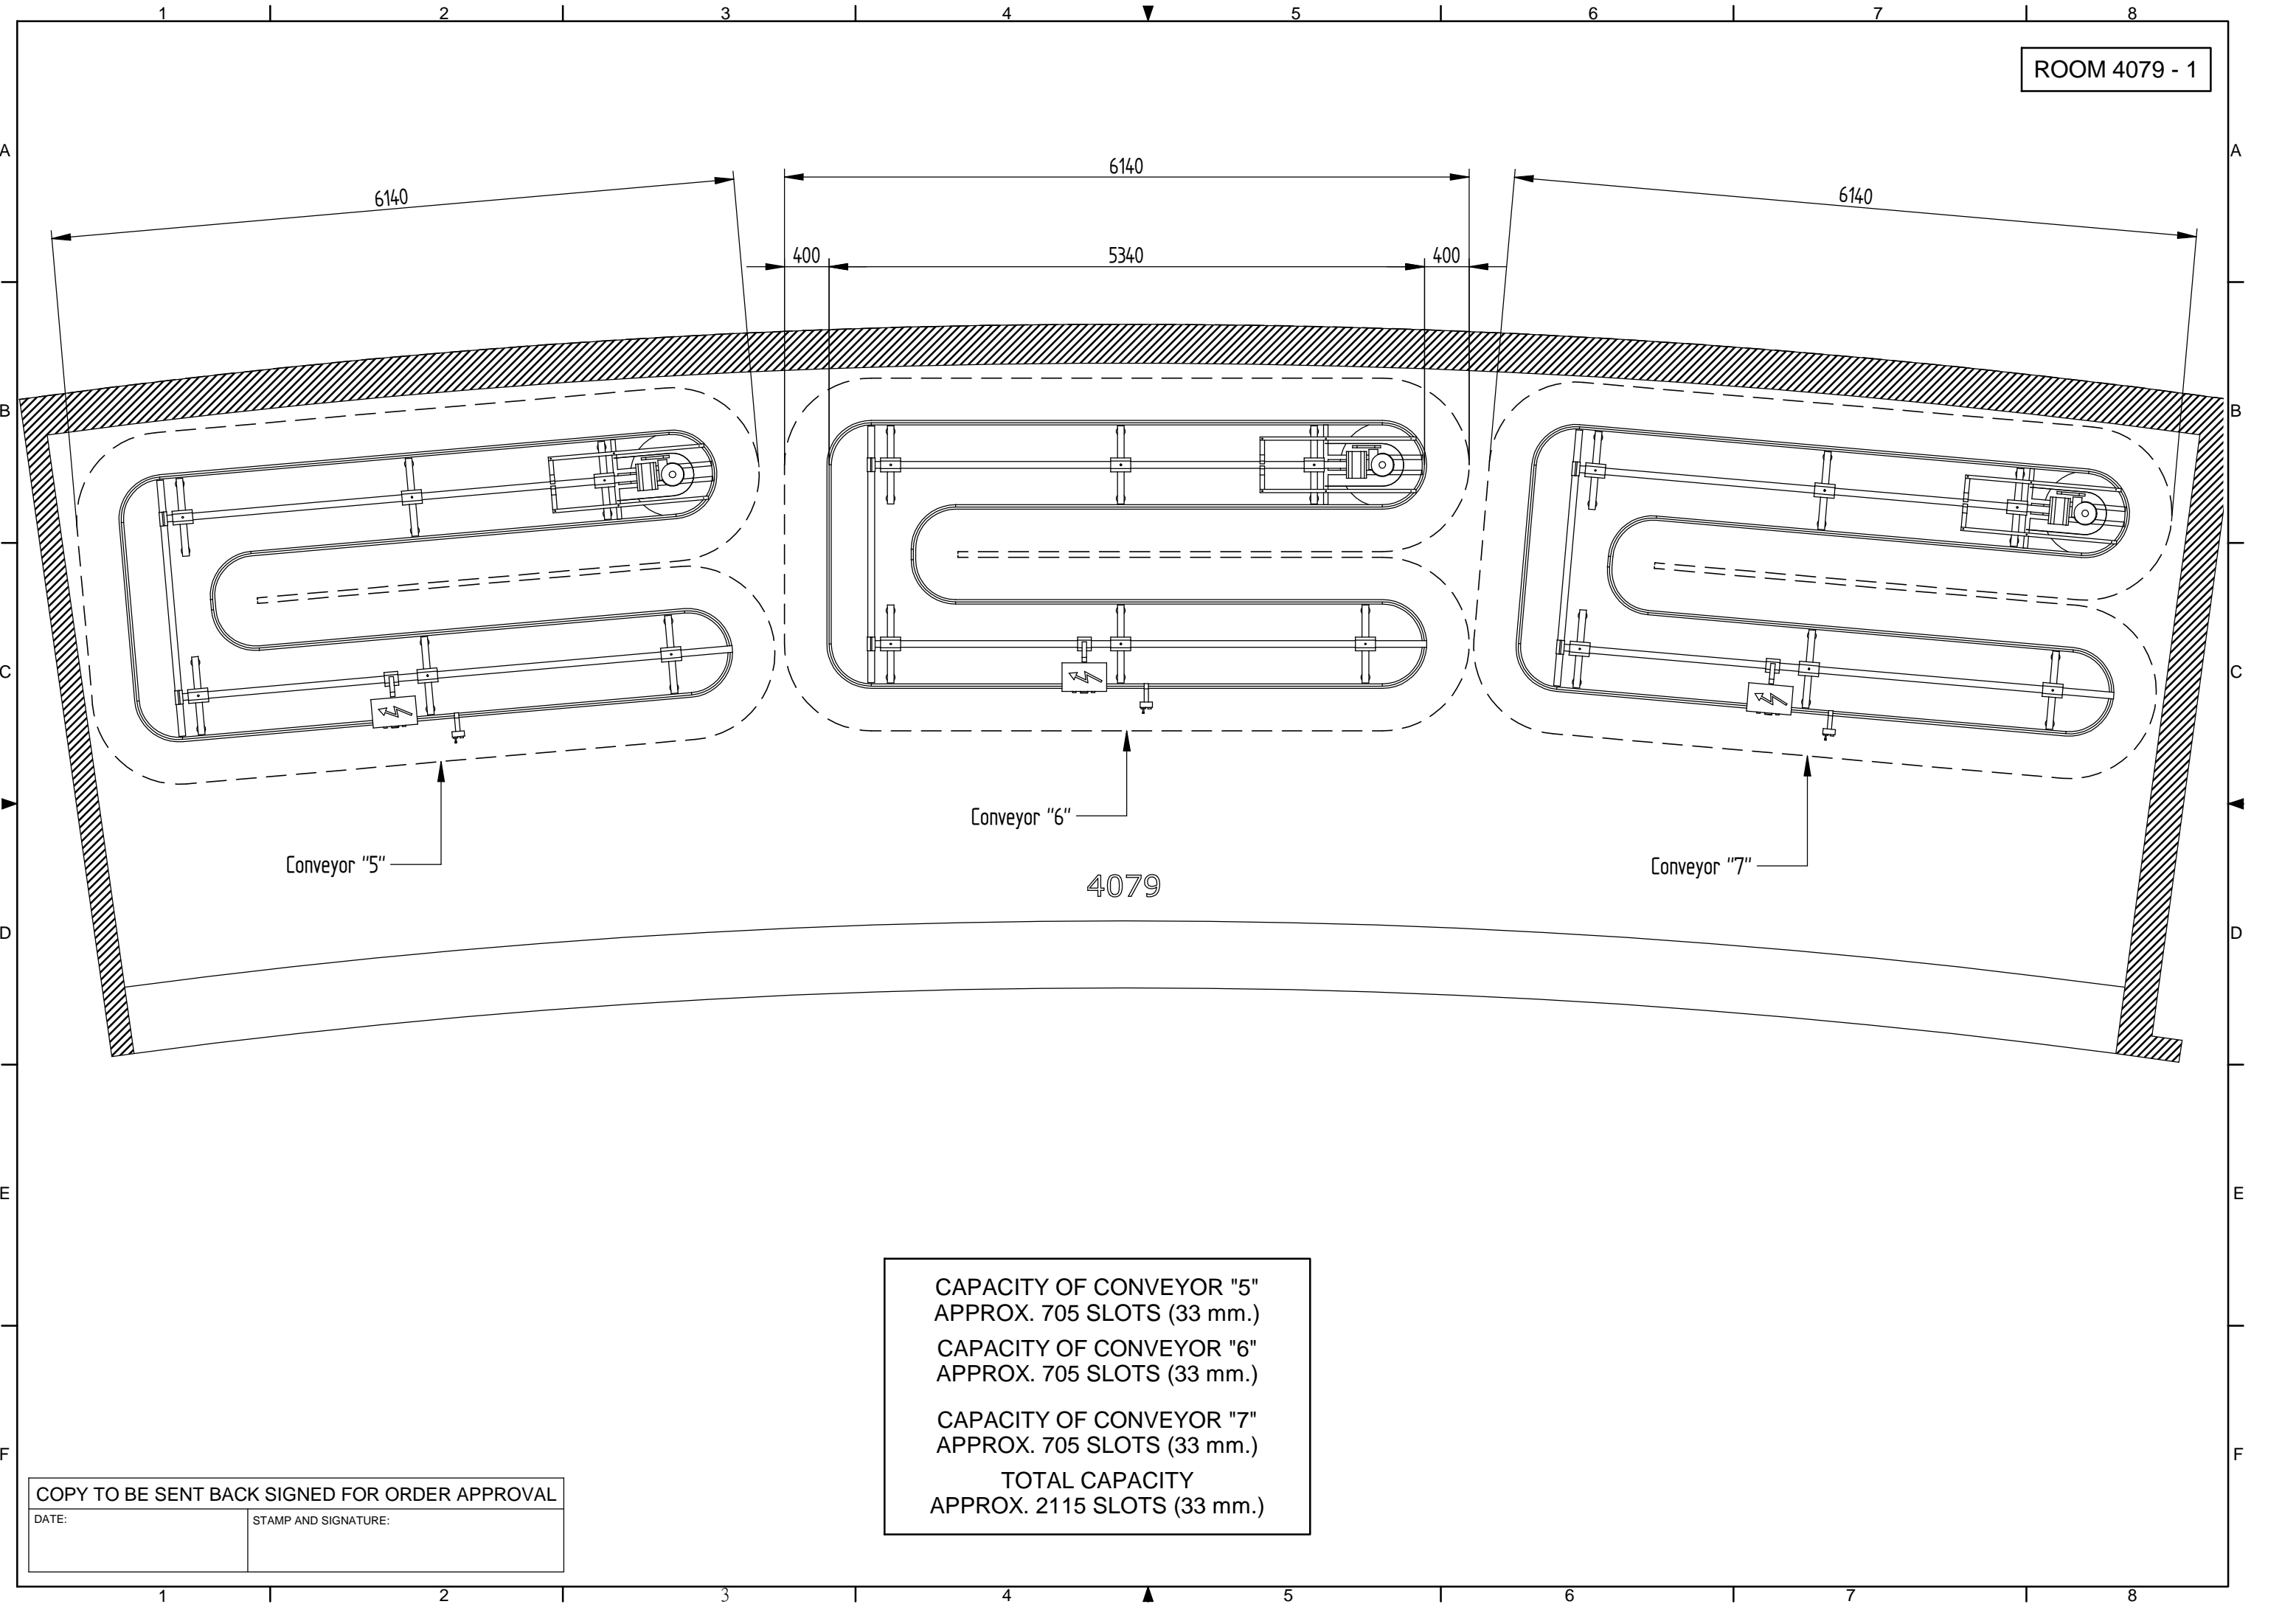 1 2 3 4 5 6 7 8
ROOM 4079 - 1
A A
6140 6140 6140
400 5340 400
B B
C C
Conveyor "6"
Conveyor "5" Conveyor "7"
4079
D D
E E
CAPACITY OF CONVEYOR "5"
APPROX. 705 SLOTS (33 mm.)
CAPACITY OF CONVEYOR "6"
APPROX. 705 SLOTS (33 mm.)
CAPACITY OF CONVEYOR "7"
APPROX. 705 SLOTS (33 mm.)
TOTAL CAPACITY
APPROX. 2115 SLOTS (33 mm.)
F F
COPY TO BE SENT BACK SIGNED FOR ORDER APPROVAL
DATE: STAMP AND SIGNATURE:
1 2 3 4 5 6 7 8